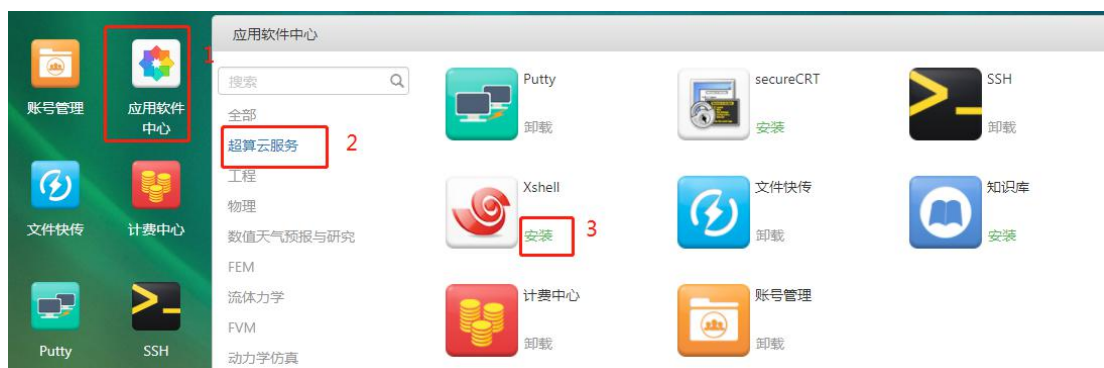 账号管理
应用软件
中心
文件快传
计费中心
Putty
SSH
1
应用软件中心
搜索
全部
超算云服务
2
工程
物理
数值天气预报与研究
FEM
流体力学
FVM
动力学仿真
Putty
卸载
secureCRT
安装
SSH
卸载
Xshell
安装
3
文件快传
卸载
知识库
安装
计费中心
卸载
账号管理
卸载